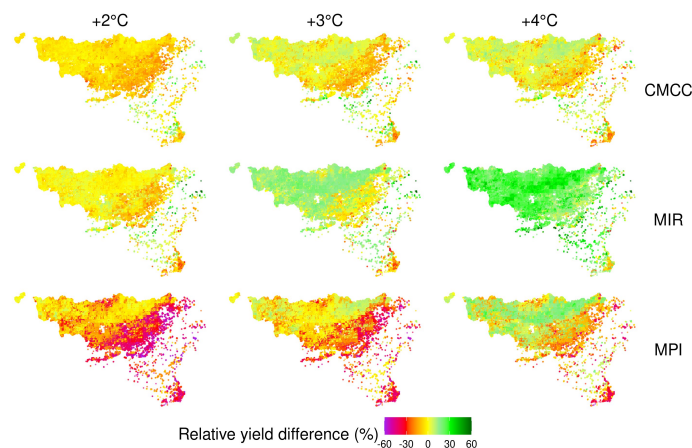 +2°C +3°C +4°C
CMCC
MIR
MPI
Relative yield difference (%)
-60 -30 0 30 60